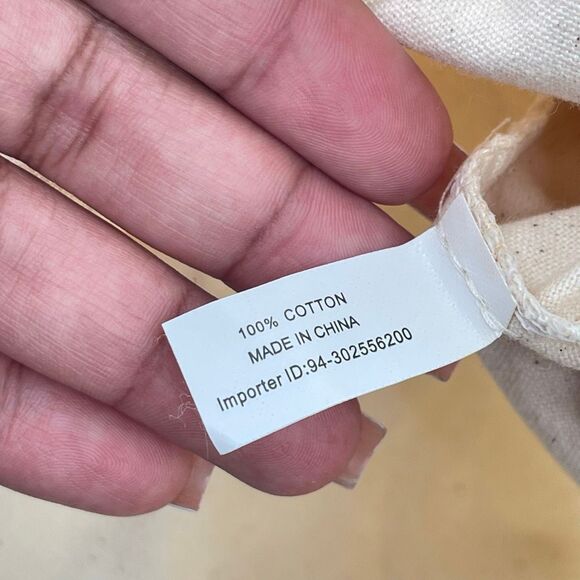 100% COTTON
MADE IN CHINA
Importer ID:94-302556200